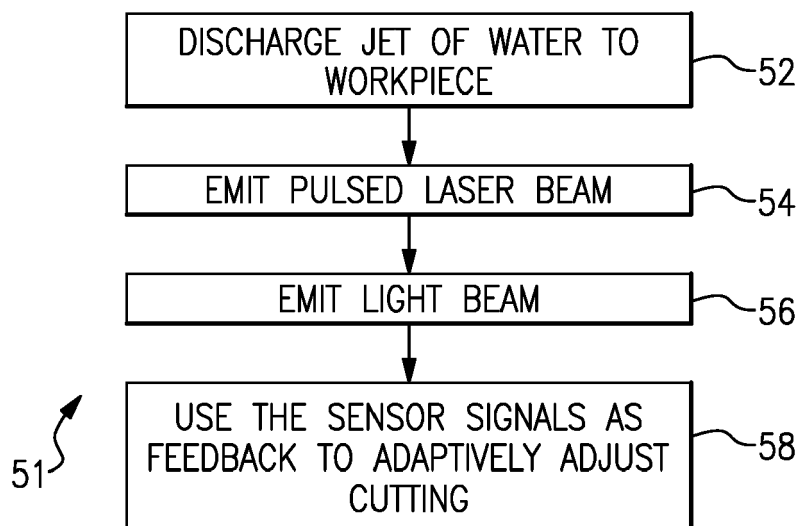 DISCHARGE JET OF WATER TO
WORKPIECE
52
EMIT PULSED LASER BEAM
54
EMIT LIGHT BEAM
56
USE THE SENSOR SIGNALS AS
FEEDBACK TO ADAPTIVELY ADJUST
CUTTING
58
51